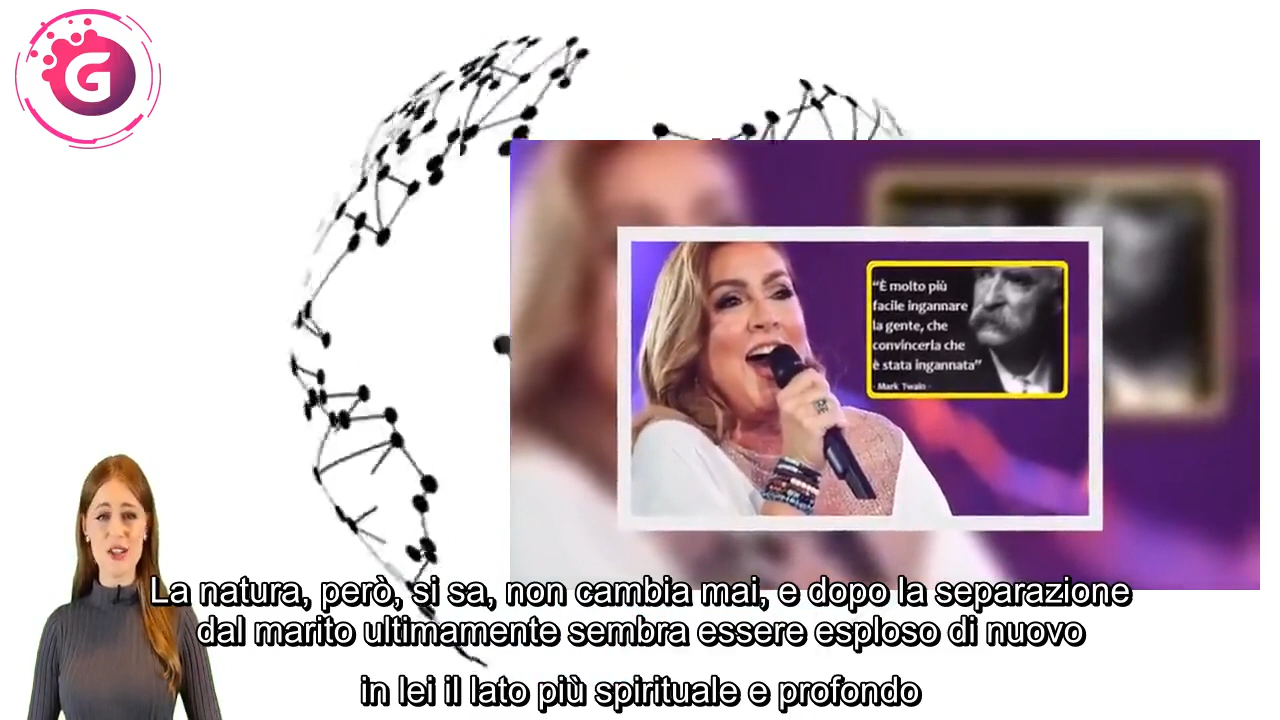 G
“È molto più
facile ingannare
la gente, che
convincerla che
è stata ingannata”
- Mark Twain -
La natura, però, si sa, non cambia mai, e dopo la separazione
dal marito ultimamente sembra essere esploso di nuovo
in lei il lato più spirituale e profondo